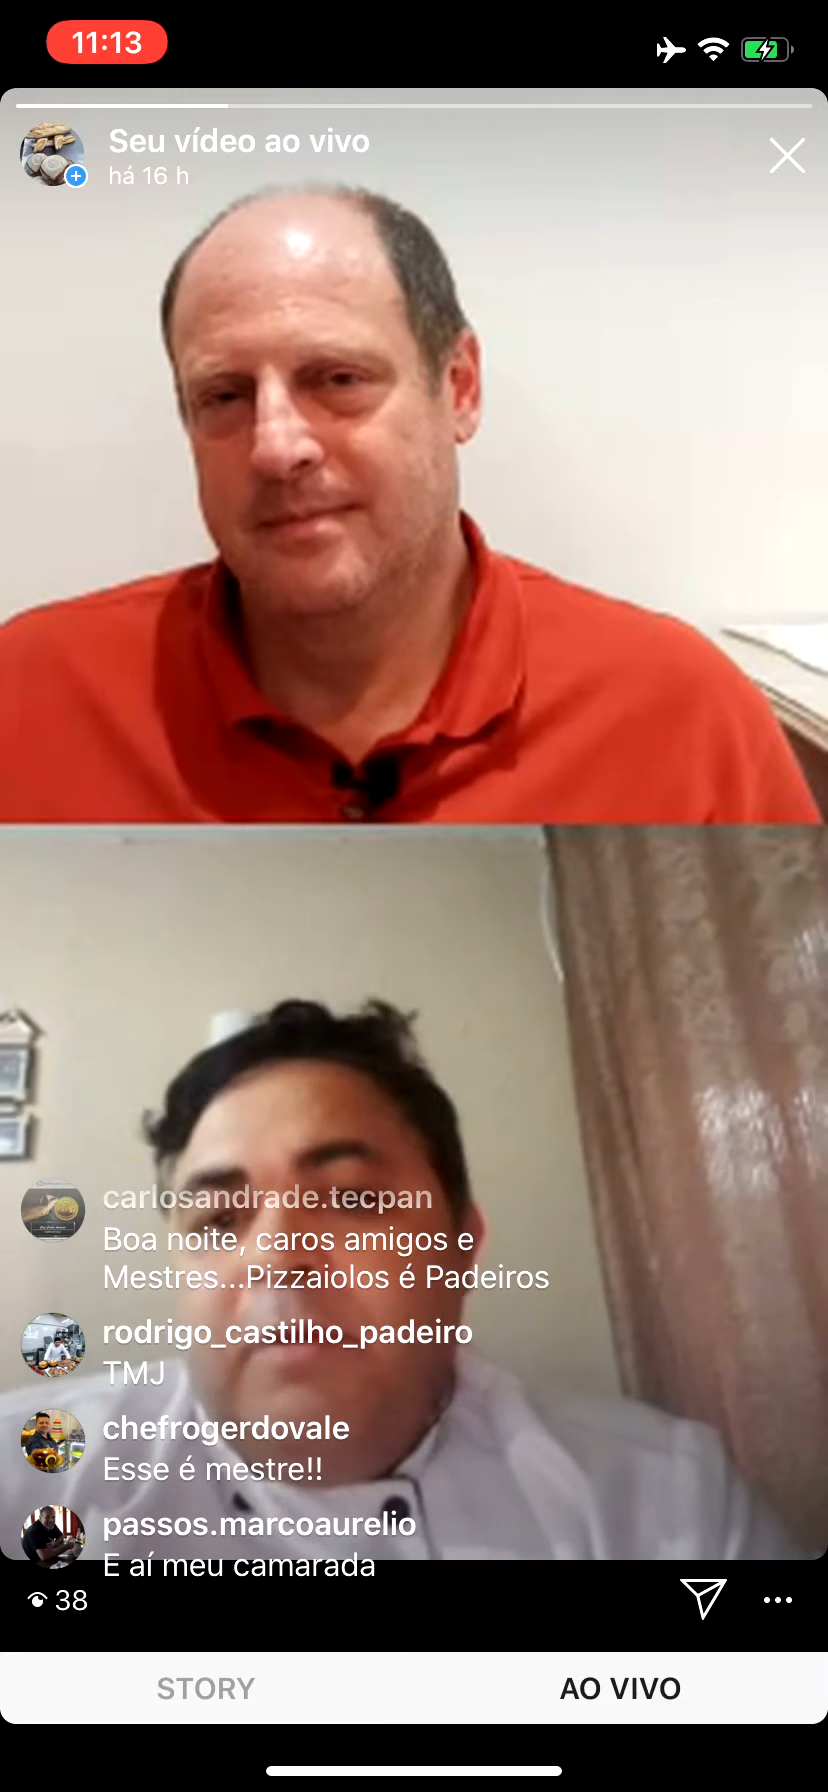 11:13
Seu vídeo ao vivo
há 16 h
carlosandrade.tecpan
Boa noite, caros amigos e
Mestres...Pizzaiolos é Padeiros
rodrigo_castilho_padeiro
TMJ
chefrogerdovale
Esse é mestre!!
passos.marcoaurelio
E aí meu camarada
38
STORY
AO VIVO